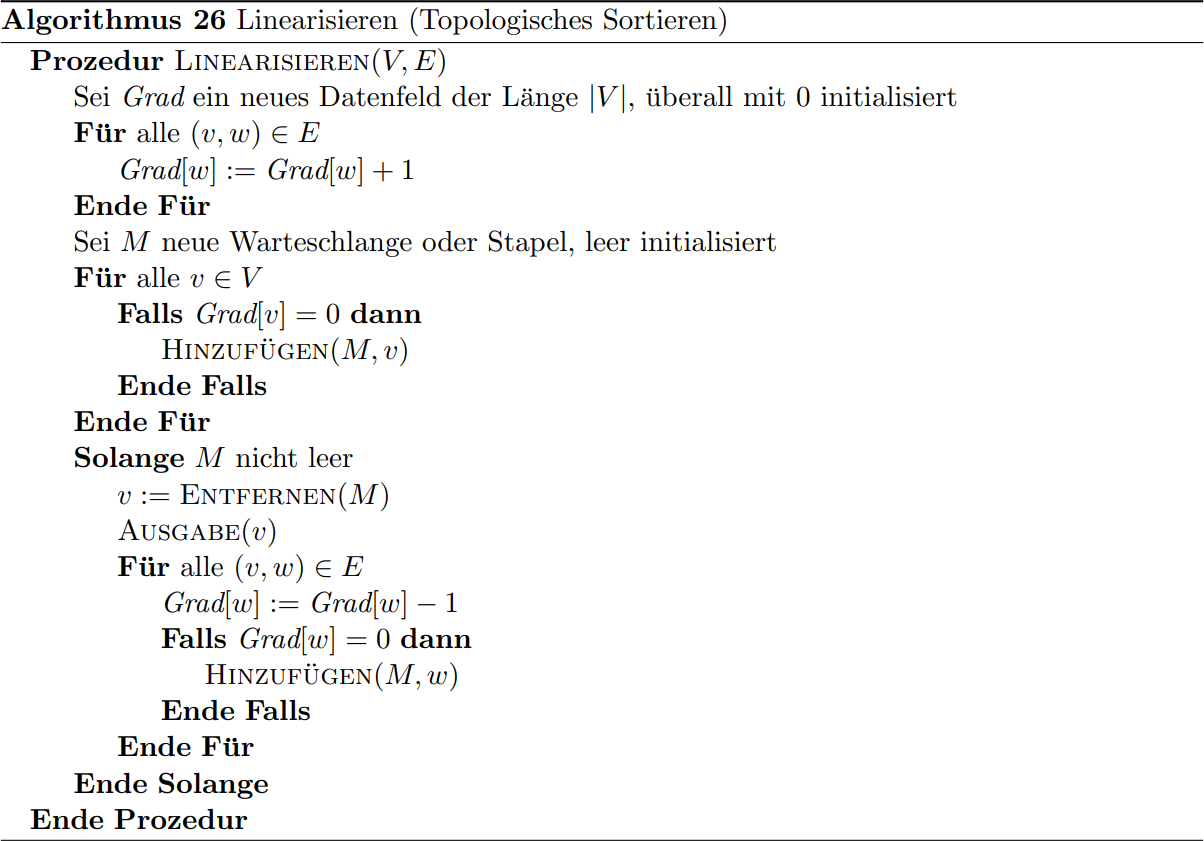 Algorithmus 26 Linearisieren (Topologisches Sortieren)
Prozedur LINEARISIEREN(V, E)
Sei Grad ein neues Datenfeld der Länge |V|, überall mit 0 initialisiert
Für alle (v, w) ∈ E
Grad[w] := Grad[w] + 1
Ende Für
Sei M neue Warteschlange oder Stapel, leer initialisiert
Für alle v ∈ V
Falls Grad[v] = 0 dann
HINZUFÜGEN(M, v)
Ende Falls
Ende Für
Solange M nicht leer
v := ENTFERNEN(M)
AUSGABE(v)
Für alle (v, w) ∈ E
Grad[w] := Grad[w] − 1
Falls Grad[w] = 0 dann
HINZUFÜGEN(M, w)
Ende Falls
Ende Für
Ende Solange
Ende Prozedur